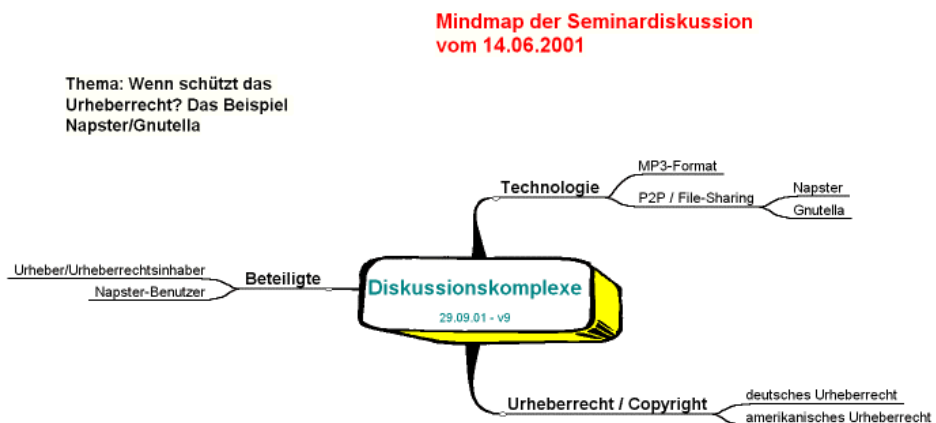 Mindmap der Seminardiskussion
vom 14.06.2001
Thema: Wenn schützt das
Urheberrecht? Das Beispiel
Napster/Gnutella
Technologie
MP3-Format
P2P / File-Sharing
Napster
Gnutella
Urheber/Urheberrechtsinhaber
Napster-Benutzer
Beteiligte
Diskussionskomplexe
29.09.01 - v9
Urheberrecht / Copyright
deutsches Urheberrecht
amerikanisches Urheberrecht